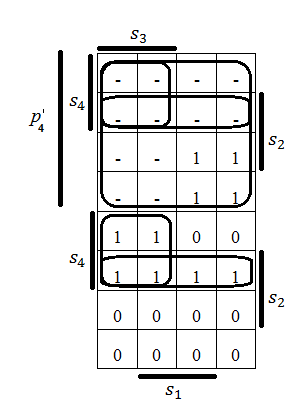 s₃
- - - -
s₄
- - - -
p₄'
s₂
- - 1 1
- - 1 1
1 1 0 0
s₄
1 1 1 1
s₂
0 0 0 0
0 0 0 0
s₁